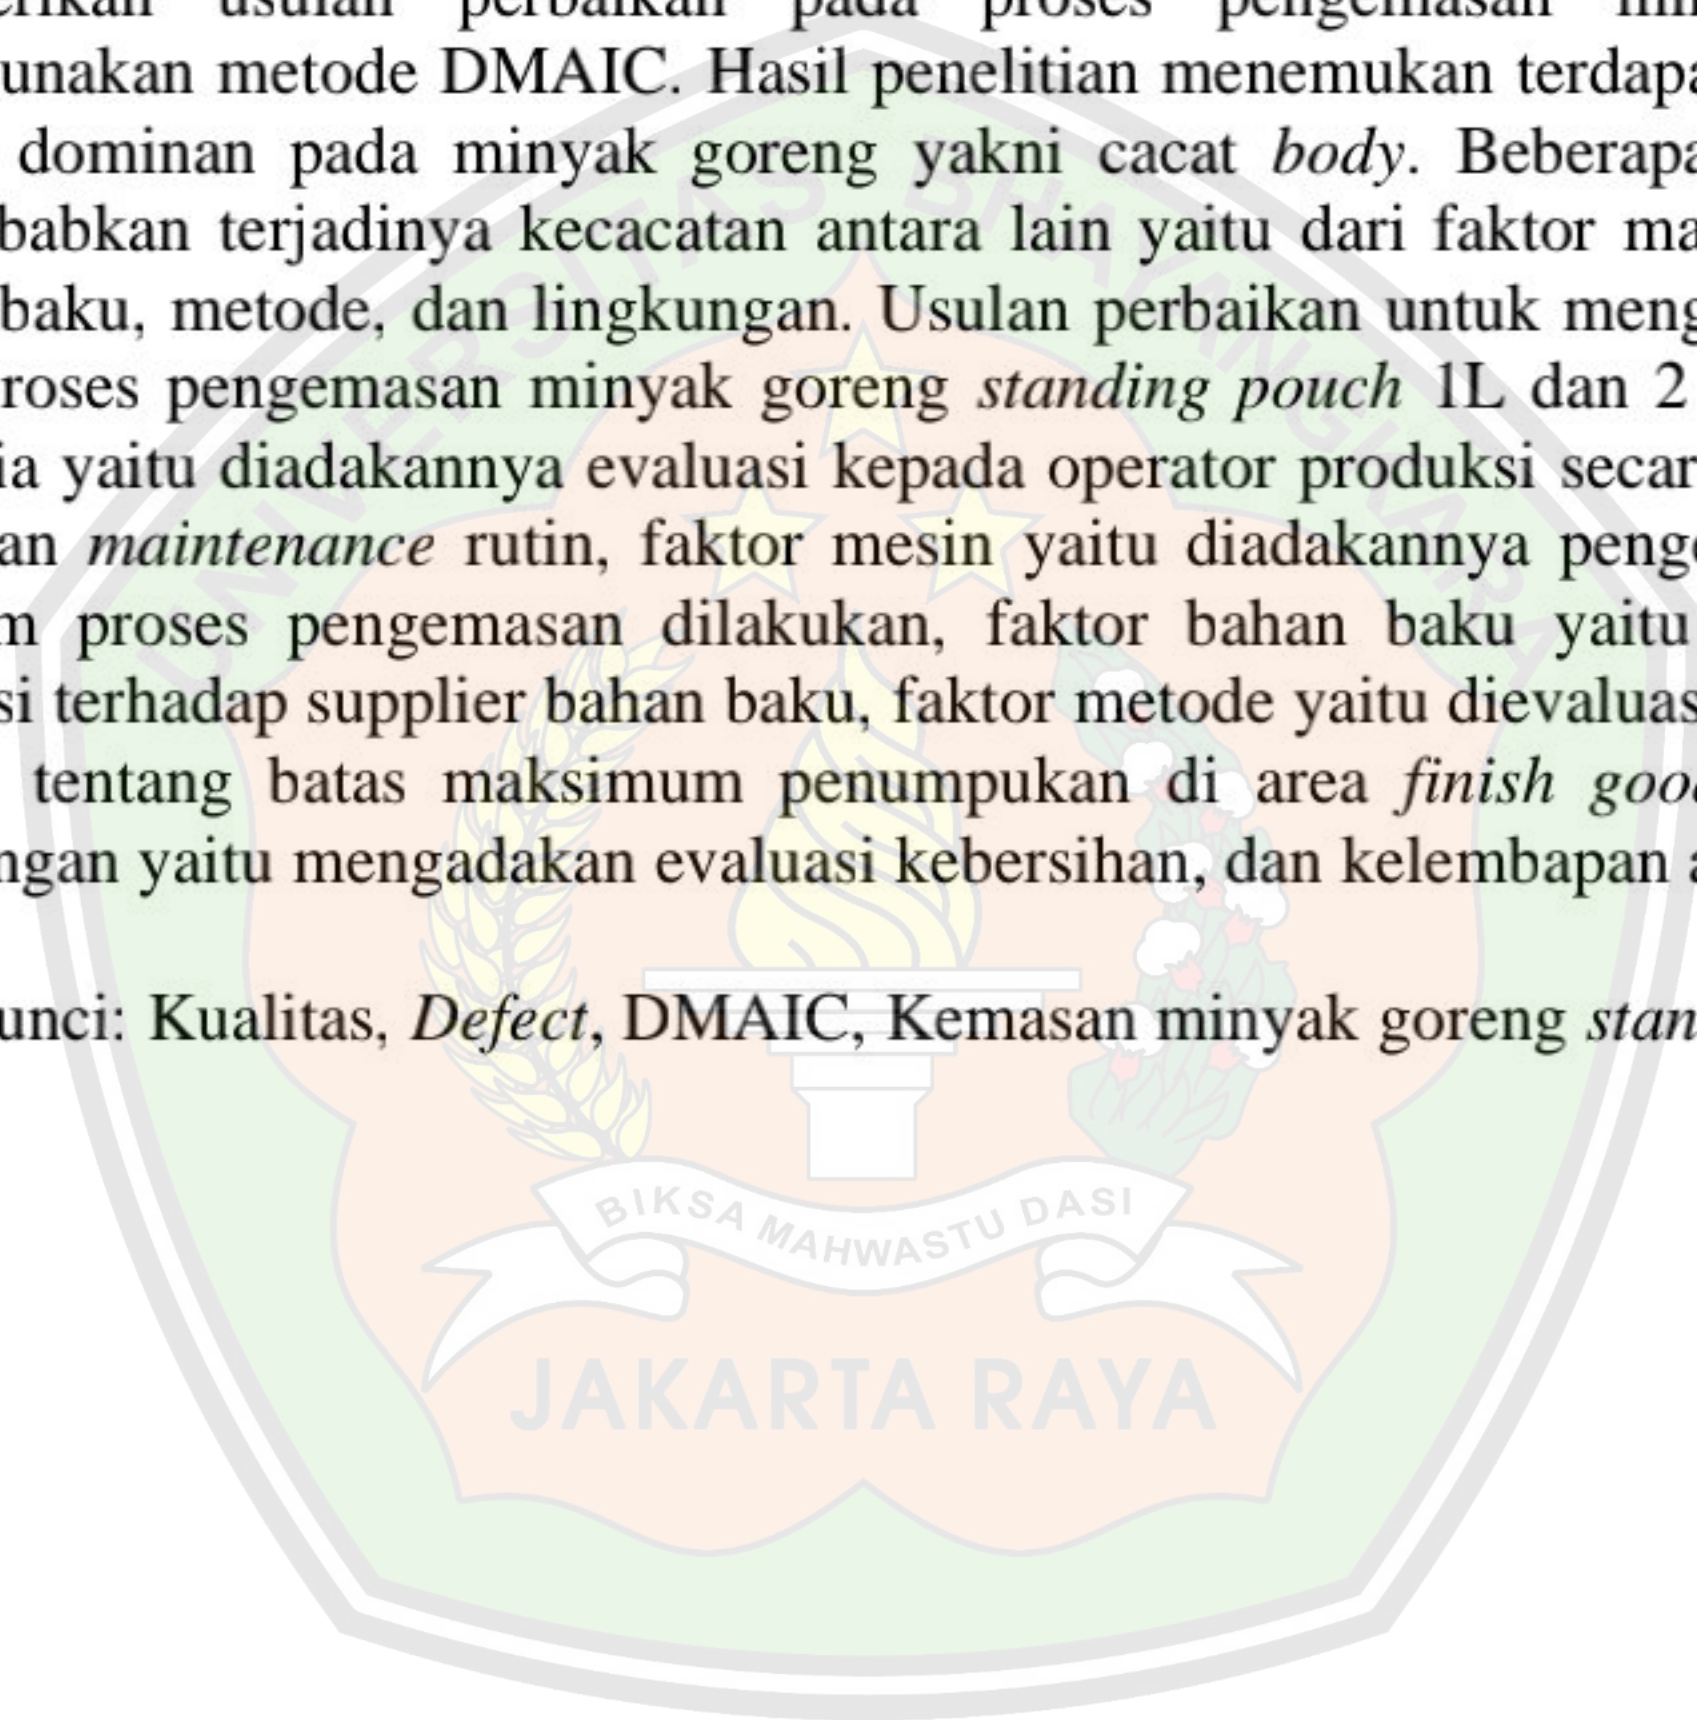 erikan usulan perbaikan pada proses pengemasan
unakan metode DMAIC. Hasil penelitian menemukan terdapa
dominan pada minyak goreng yakni cacat body. Beberapa
babkan terjadinya kecacatan antara lain yaitu dari faktor ma
baku, metode, dan lingkungan. Usulan perbaikan untuk meng
roses pengemasan minyak goreng standing pouch 1L dan 2
ia yaitu diadakannya evaluasi kepada operator produksi secar
an maintenance rutin, faktor mesin yaitu diadakannya peng
m proses pengemasan dilakukan, faktor bahan baku yaitu
si terhadap supplier bahan baku, faktor metode yaitu dievaluas
tentang batas maksimum penumpukan di area finish goo
ngan yaitu mengadakan evaluasi kebersihan, dan kelembapan a
unci: Kualitas, Defect, DMAIC, Kemasan minyak goreng stan
UNIVERSITAS BHAYANGKARA
BIKSA MAHWASTU DASI
JAKARTA RAYA